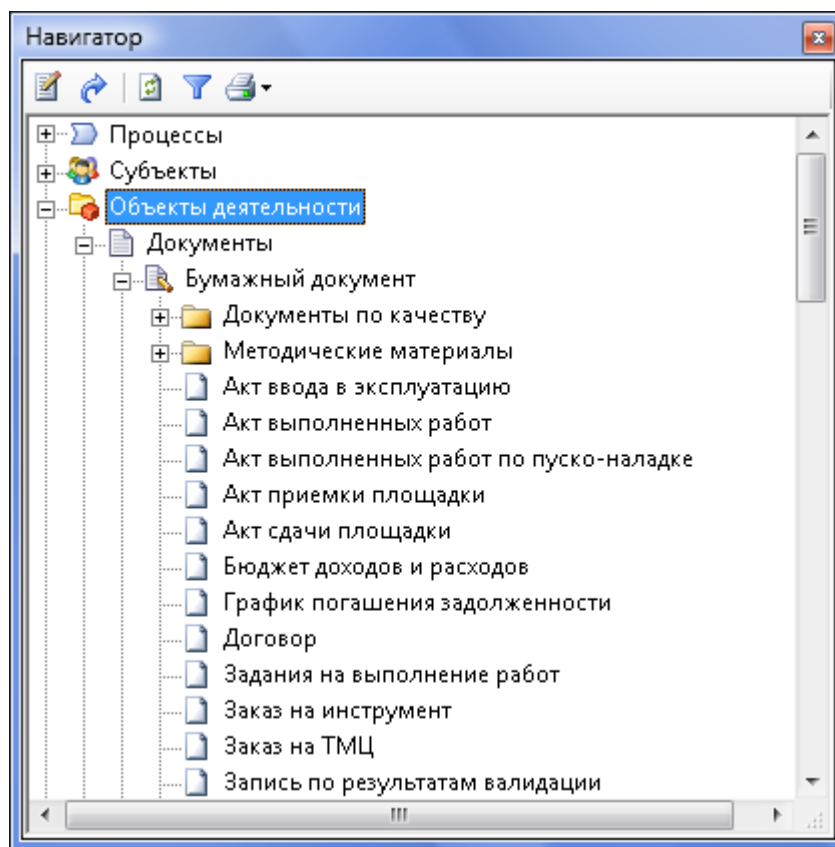 Навигатор
Процессы
Субъекты
Объекты деятельности
Документы
Бумажный документ
Документы по качеству
Методические материалы
Акт ввода в эксплуатацию
Акт выполненных работ
Акт выполненных работ по пуско-наладке
Акт приемки площадки
Акт сдачи площадки
Бюджет доходов и расходов
График погашения задолженности
Договор
Задания на выполнение работ
Заказ на инструмент
Заказ на ТМЦ
Запись по результатам валидации